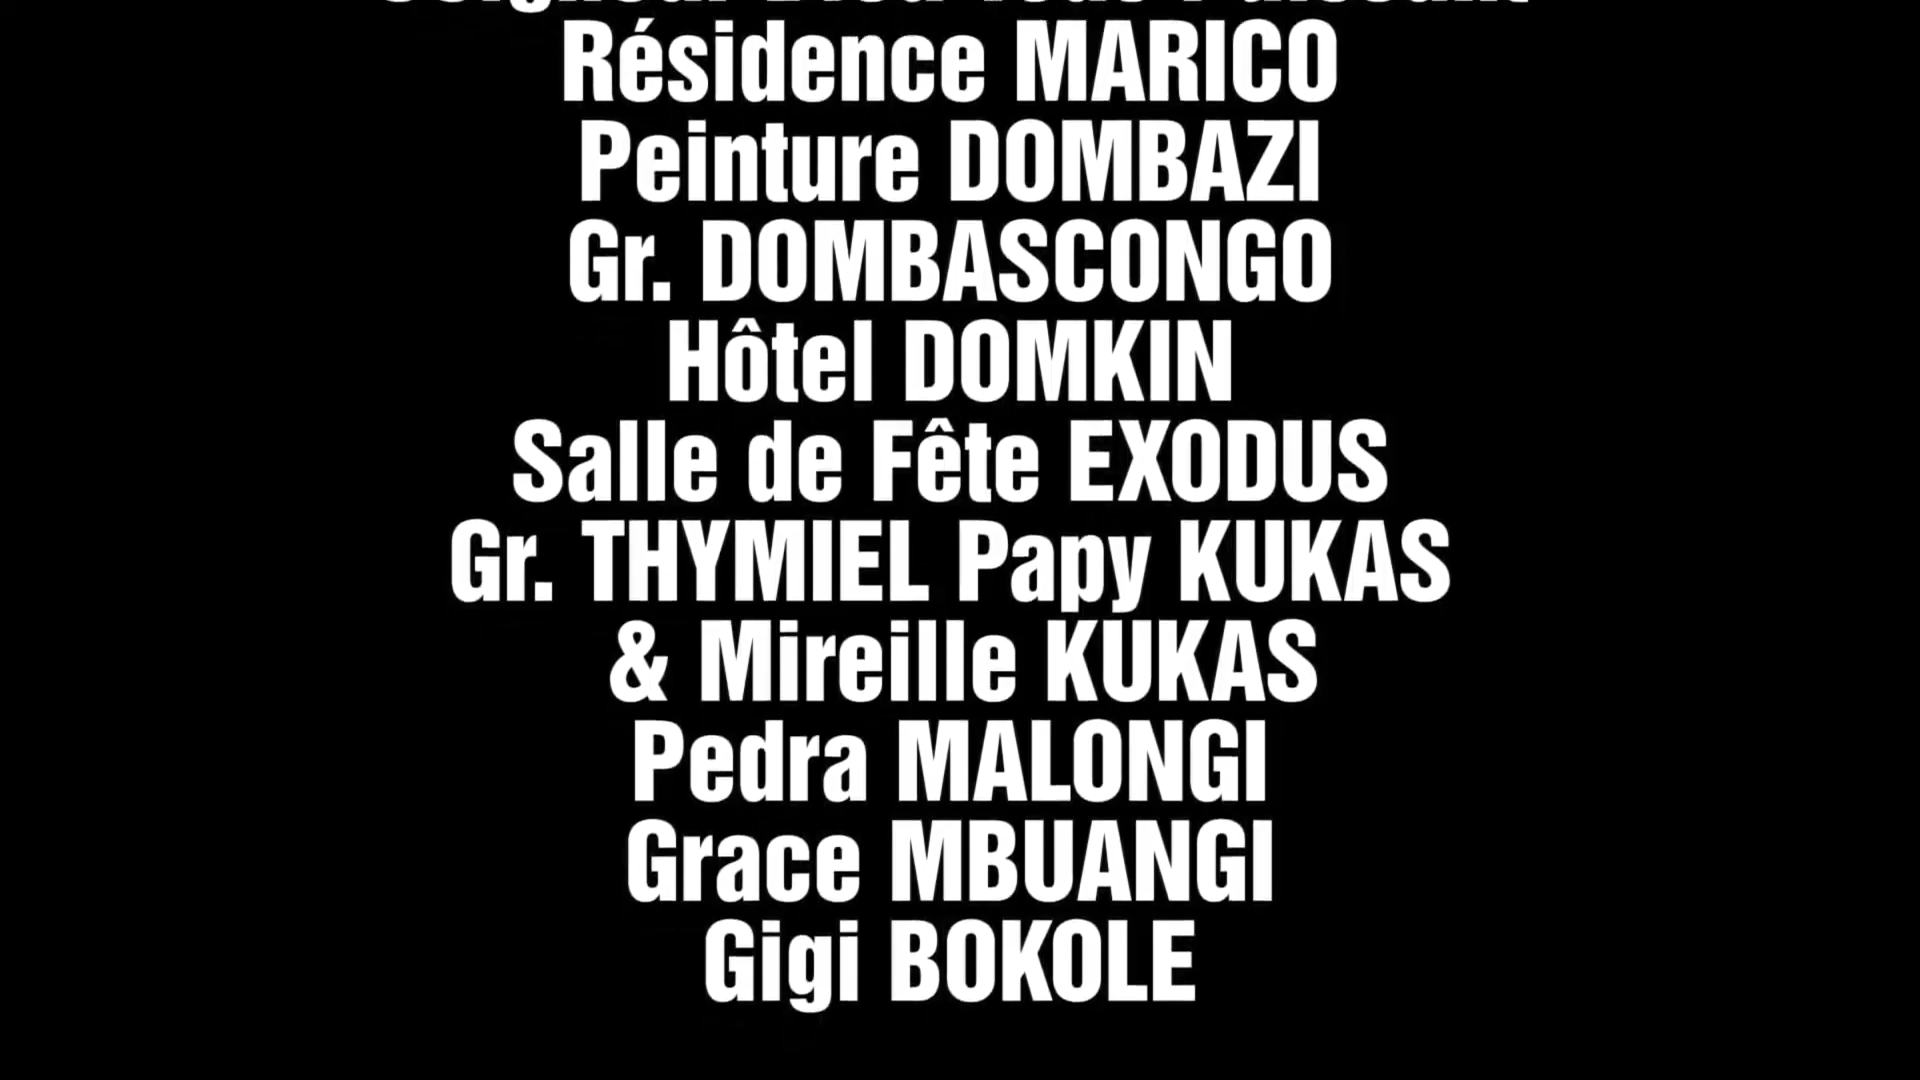 Résidence MARICO
Peinture DOMBAZI
Gr. DOMBASCONGO
Hôtel DOMKIN
Salle de Fête EXODUS
Gr. THYMIEL Papy KUKAS
& Mireille KUKAS
Pedra MALONGI
Grace MBUANGI
Gigi BOKOLE